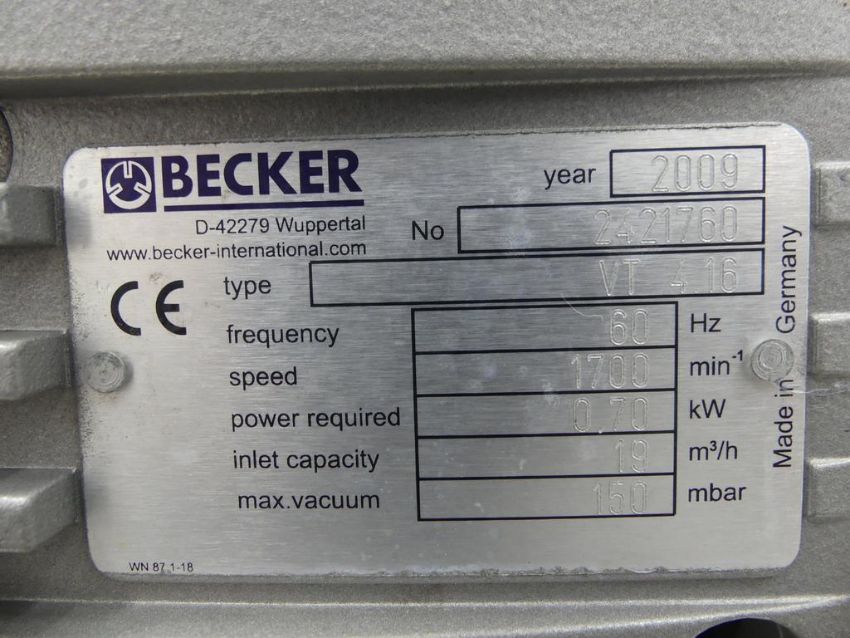 BECKER
D-42279 Wuppertal
www.becker-international.com
CE
year 2009
No 2421760
type VT 4.16
frequency 60 Hz
speed 1700 min-¹
power required 0.70 kW
inlet capacity 19 m³/h
max.vacuum 150 mbar
Made in Germany
WN 87 1-18